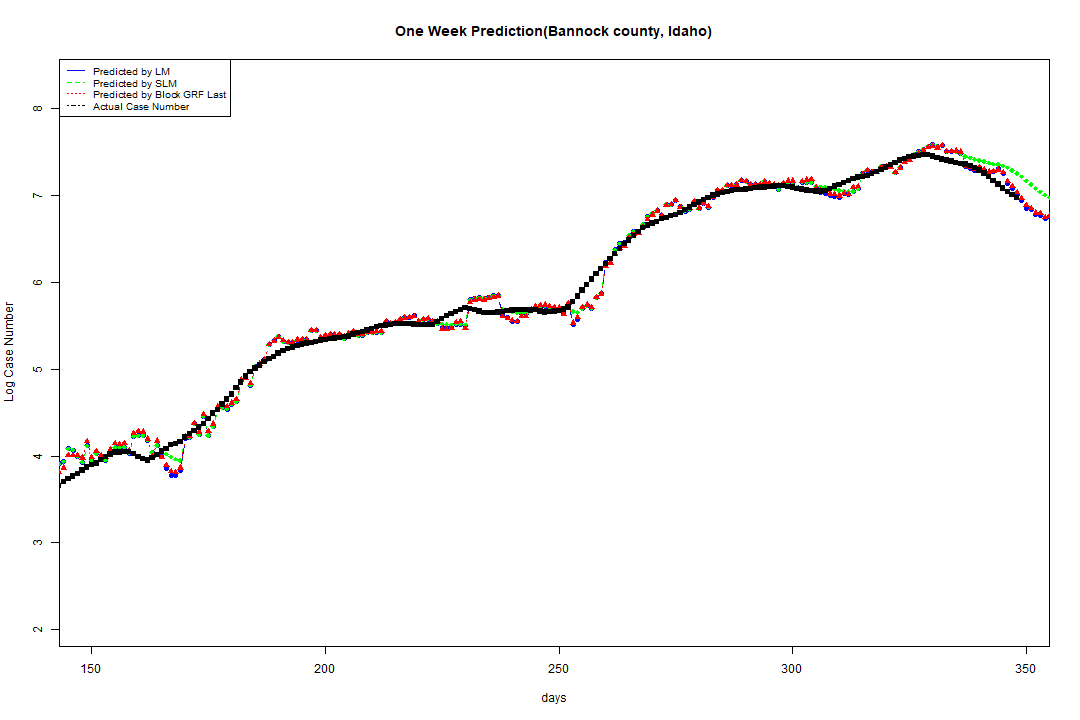 One Week Prediction(Bannock county, Idaho)
Predicted by LM
Predicted by SLM
Predicted by Block GRF Last
Actual Case Number
8
7
6
5
4
3
2
Log Case Number
150 200 250 300 350
days